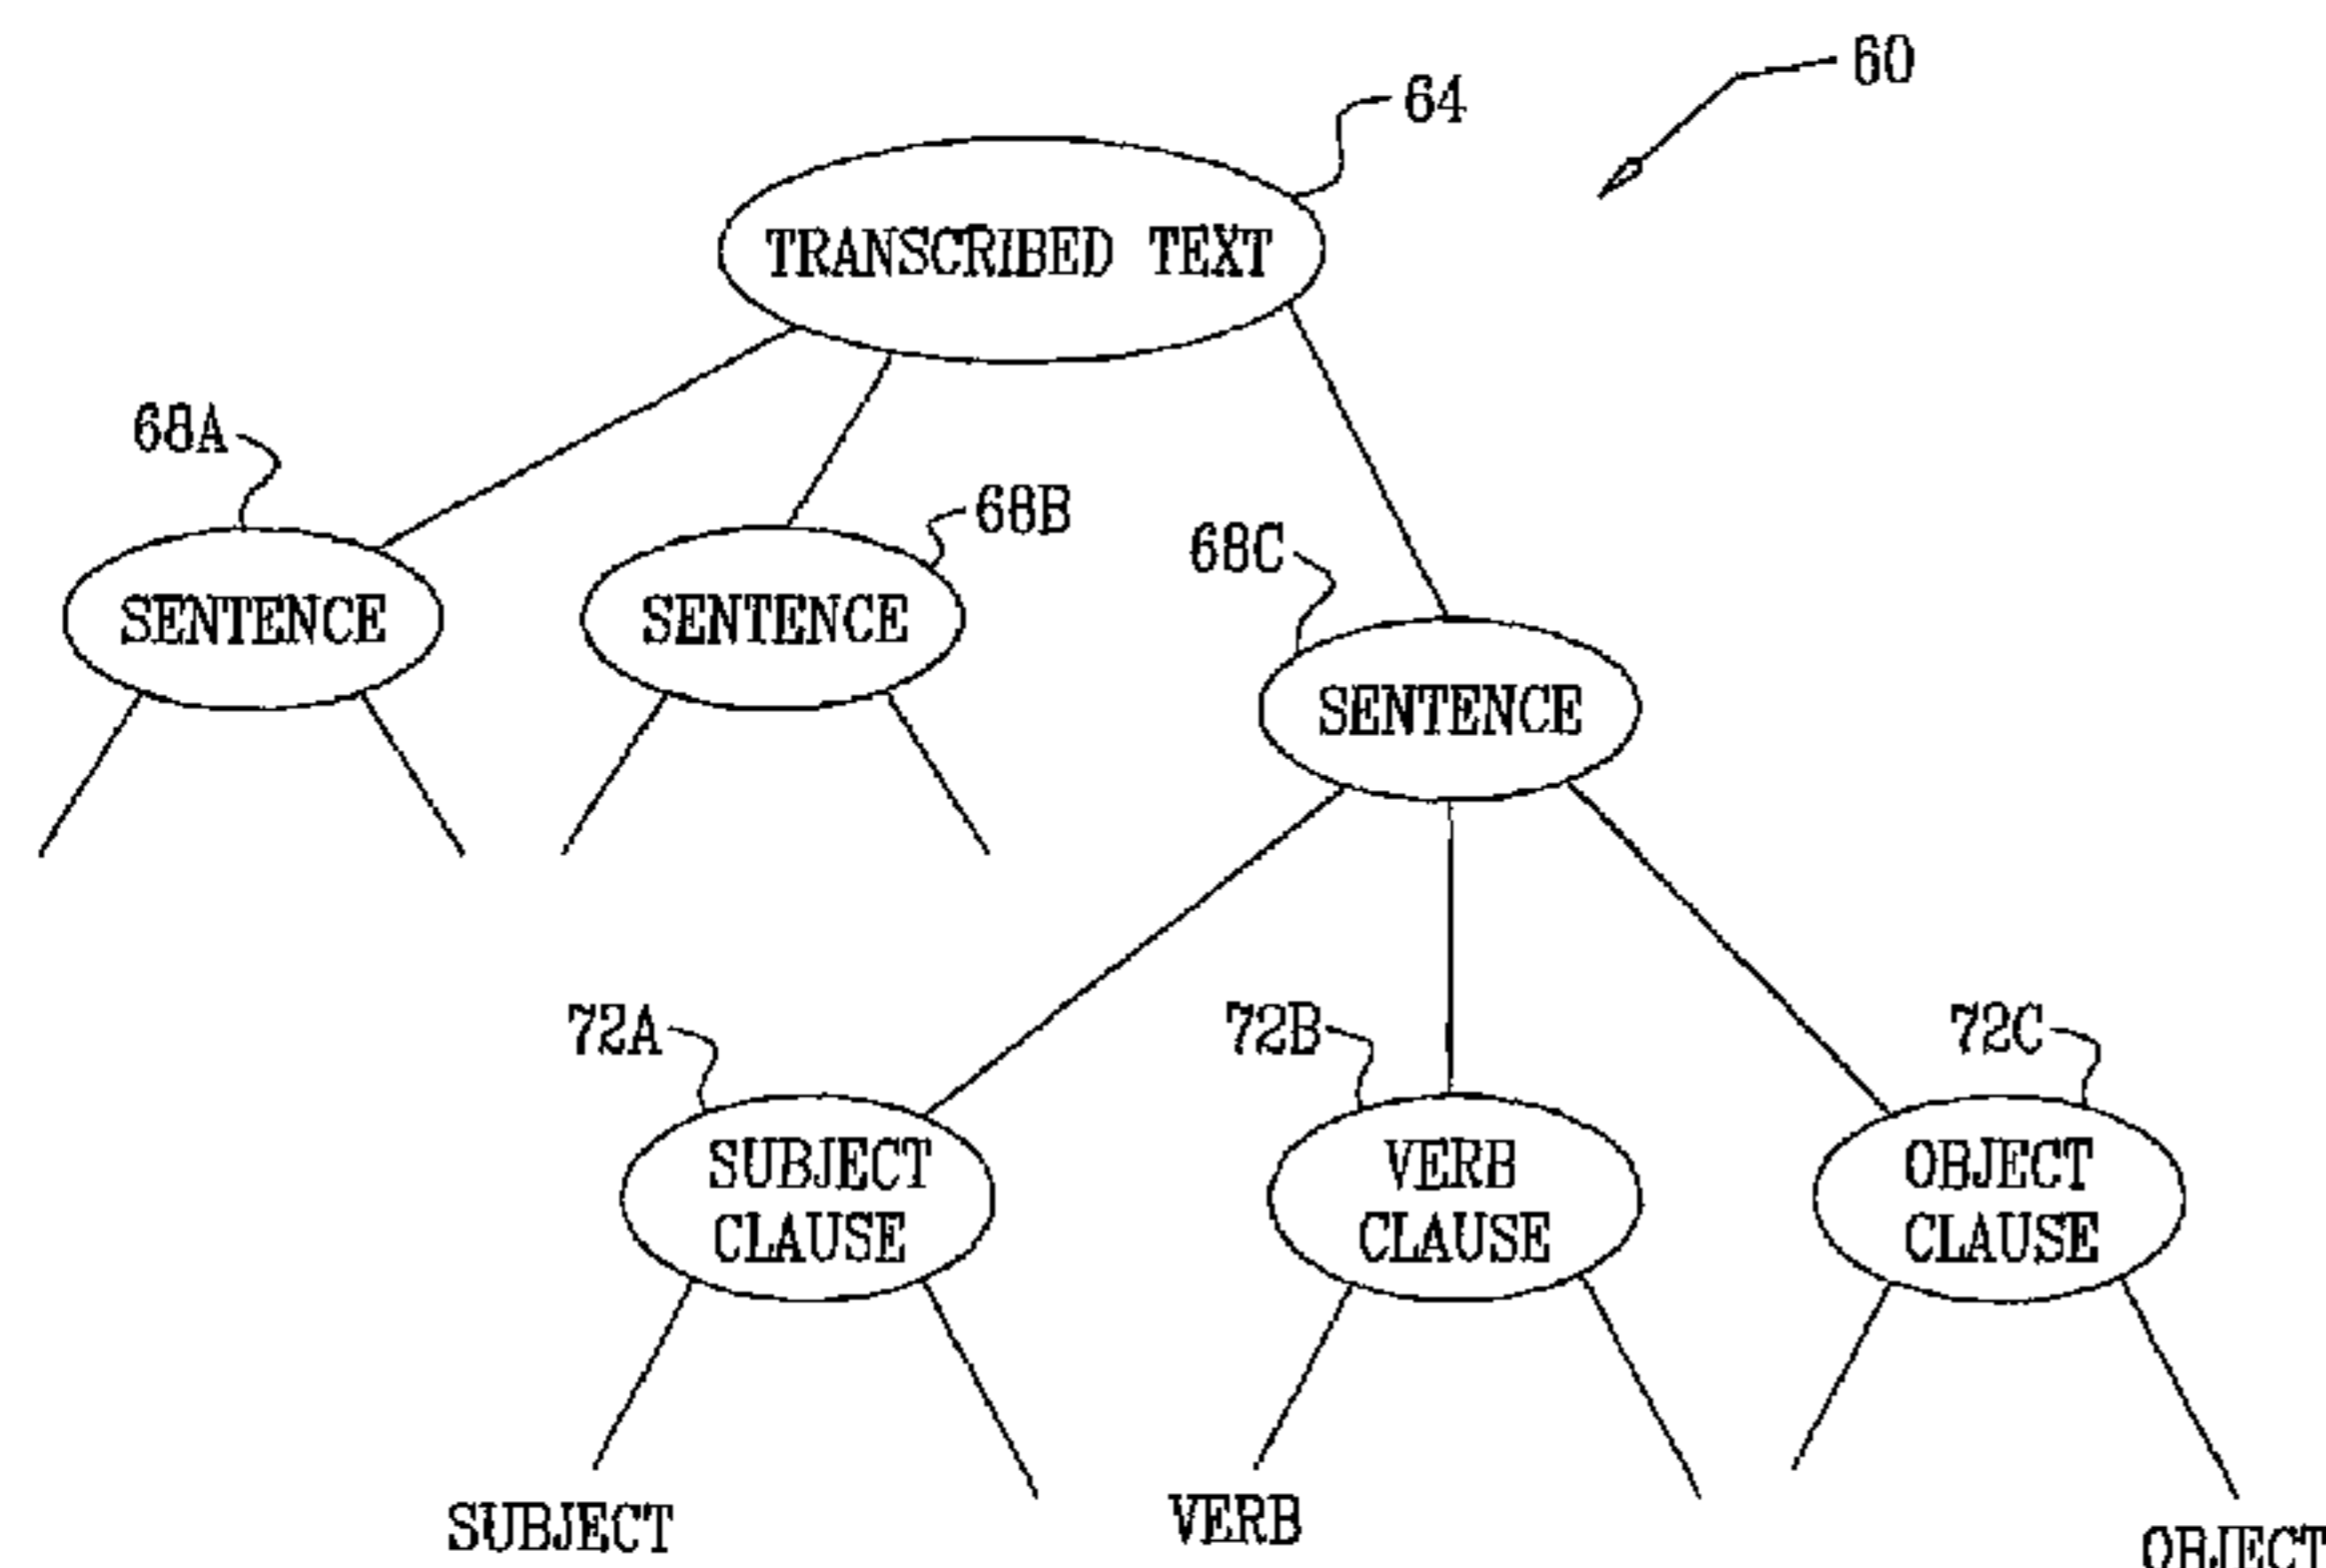 60
64
TRANSCRIBED TEXT
68A
68B
68C
SENTENCE
SENTENCE
SENTENCE
72A
72B
72C
SUBJECT
CLAUSE
VERB
CLAUSE
OBJECT
CLAUSE
SUBJECT
VERB
OBJECT